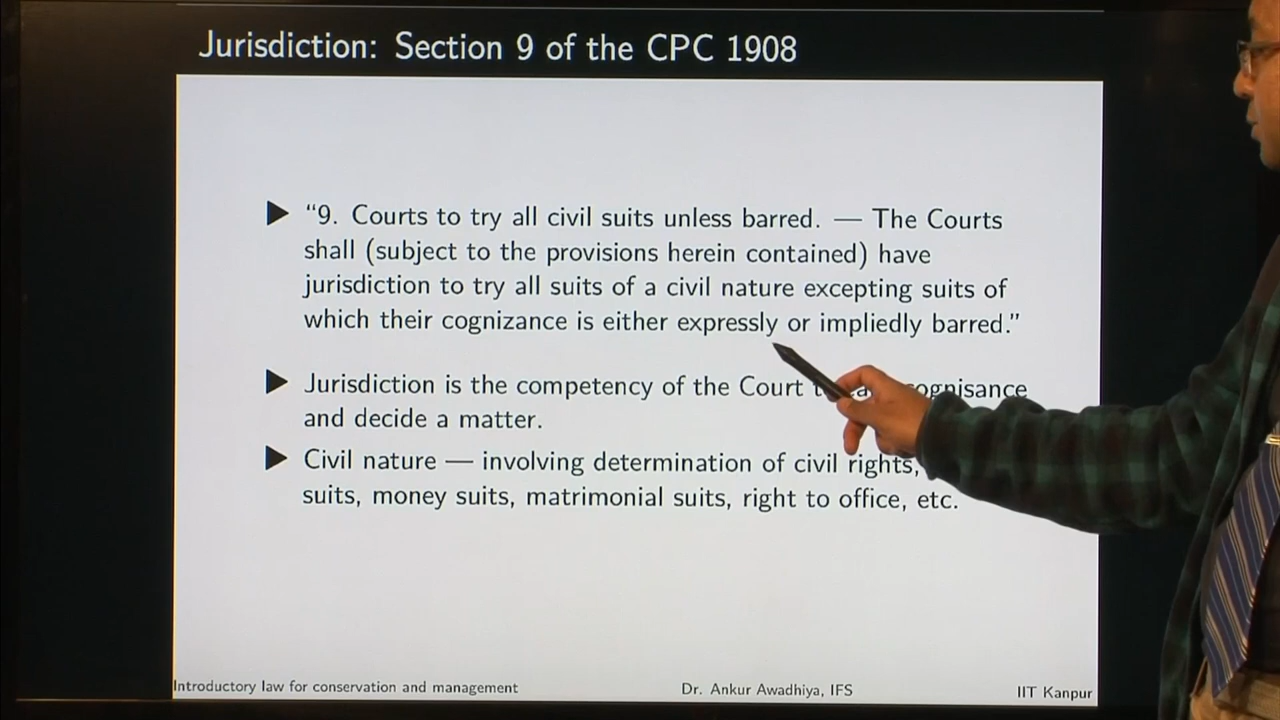 Jurisdiction: Section 9 of the CPC 1908
“9. Courts to try all civil suits unless barred. — The Courts
shall (subject to the provisions herein contained) have
jurisdiction to try all suits of a civil nature excepting suits of
which their cognizance is either expressly or impliedly barred.”
Jurisdiction is the competency of the Court cognisance
and decide a matter.
Civil nature — involving determination of civil rights,
suits, money suits, matrimonial suits, right to office, etc.
Introductory law for conservation and management
Dr. Ankur Awadhiya, IFS
IIT Kanpur